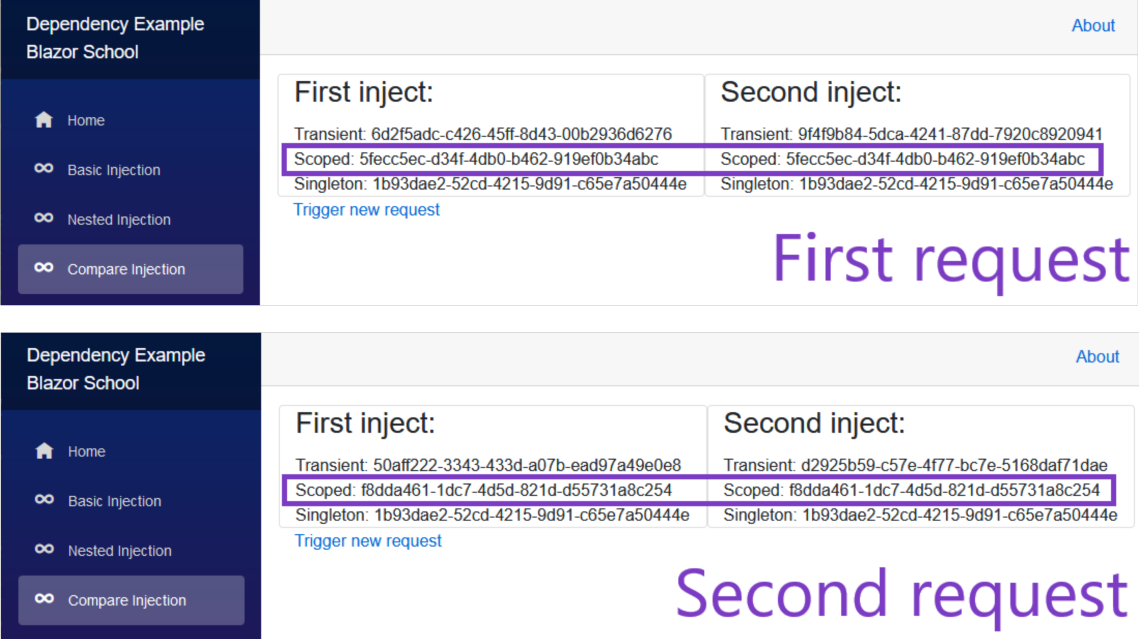 Dependency Example
Blazor School
About
Home
Basic Injection
Nested Injection
Compare Injection
First inject:
Transient: 6d2f5adc-c426-45ff-8d43-00b2936d6276
Scoped: 5fecc5ec-d34f-4db0-b462-919ef0b34abc
Singleton: 1b93dae2-52cd-4215-9d91-c65e7a50444e
Second inject:
Transient: 9f4f9b84-5dca-4241-87dd-7920c8920941
Scoped: 5fecc5ec-d34f-4db0-b462-919ef0b34abc
Singleton: 1b93dae2-52cd-4215-9d91-c65e7a50444e
Trigger new request
First request
Dependency Example
Blazor School
About
Home
Basic Injection
Nested Injection
Compare Injection
First inject:
Transient: 50aff222-3343-433d-a07b-ead97a49e0e8
Scoped: f8dda461-1dc7-4d5d-821d-d55731a8c254
Singleton: 1b93dae2-52cd-4215-9d91-c65e7a50444e
Second inject:
Transient: d2925b59-c57e-4f77-bc7e-5168daf71dae
Scoped: f8dda461-1dc7-4d5d-821d-d55731a8c254
Singleton: 1b93dae2-52cd-4215-9d91-c65e7a50444e
Trigger new request
Second request